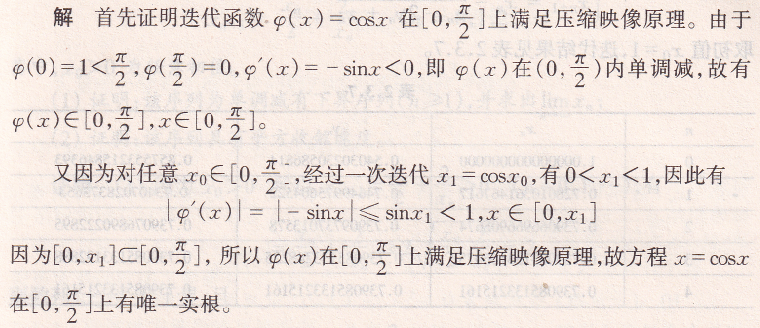 解 首先证明迭代函数 φ(x)=cosx 在[0,π/2]上满足压缩映像原理。由于
φ(0)=1<π/2,φ(π/2)=0,φ′(x)=-sinx<0,即 φ(x)在(0,π/2)内单调减,故有
φ(x)∈[0,π/2],x∈[0,π/2]。
又因为对任意 x₀∈[0,π/2],经过一次迭代 x₁=cosx₀,有 0<x₁<1,因此有
|φ′(x)|=|-sinx|≤sinx₁<1,x∈[0,x₁]
因为[0,x₁]⊂[0,π/2], 所以 φ(x)在[0,π/2]上满足压缩映像原理,故方程 x=cosx
在[0,π/2]上有唯一实根。